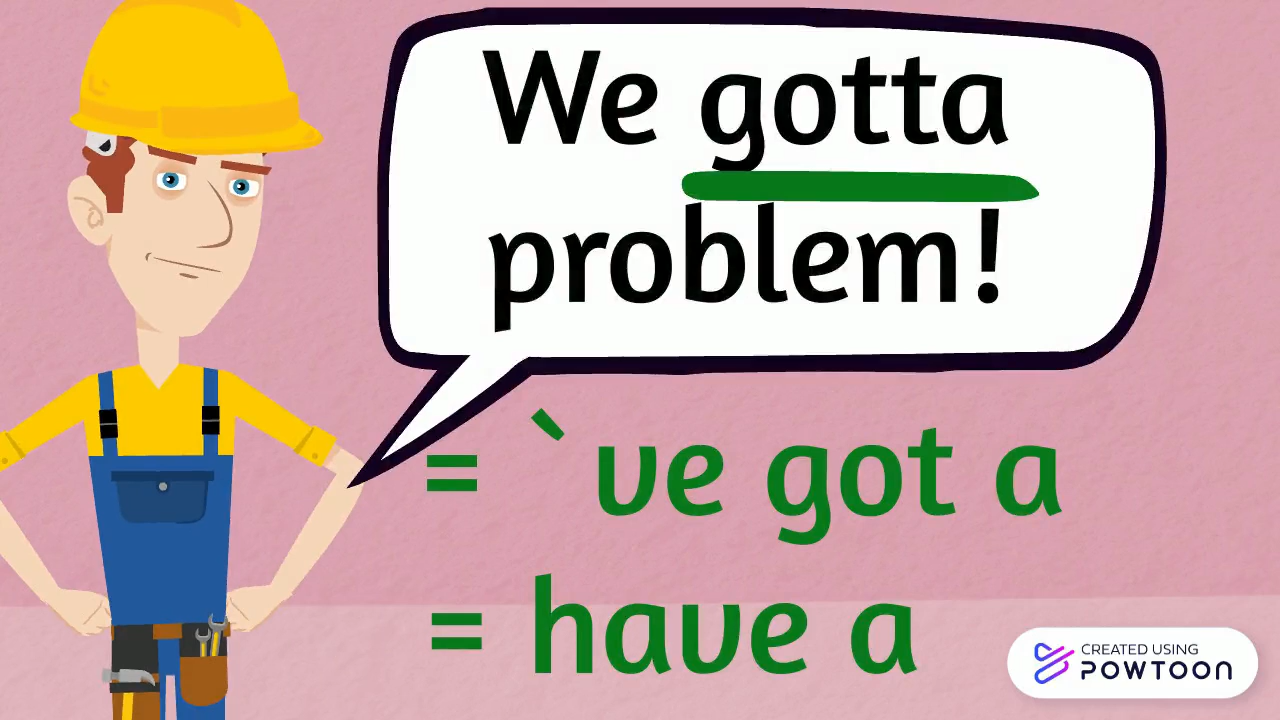 We gotta
problem!
= `ve got a
= have a
CREATED USING
POWTOON